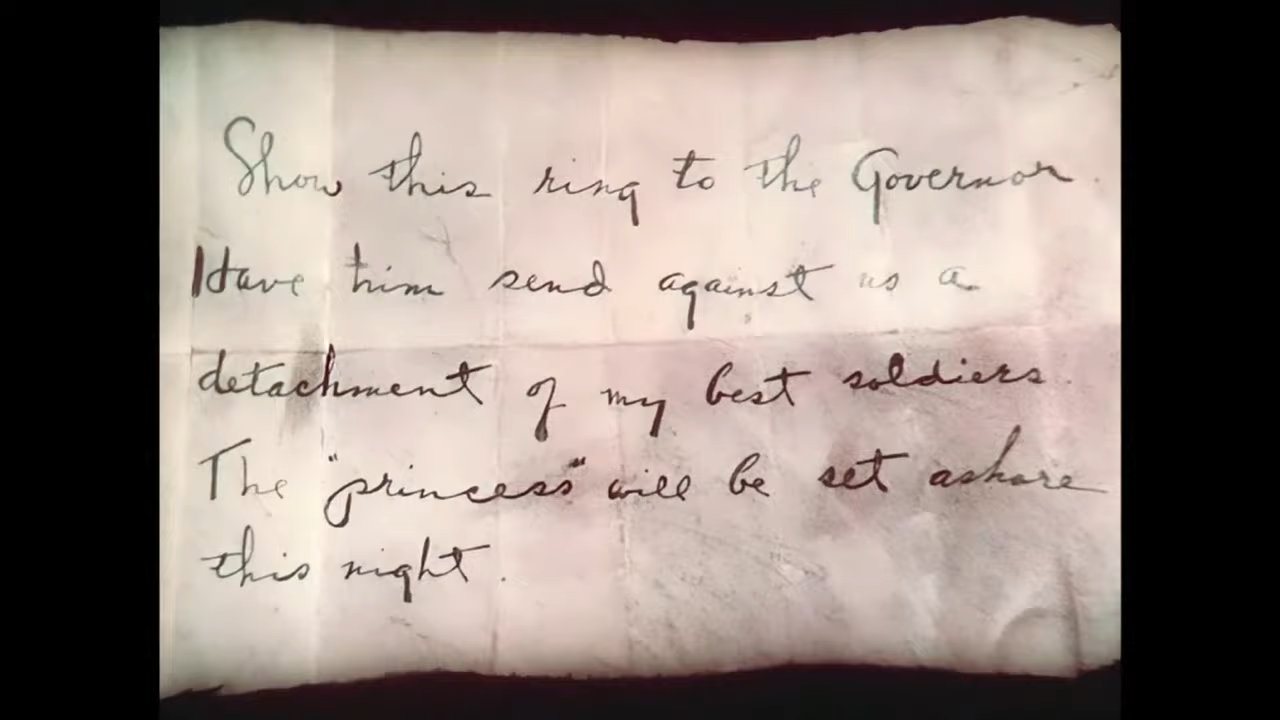 Show this ring to the Governor.
Have him send against us a
detachment of my best soldiers.
The "princess" will be set ashore
this night.